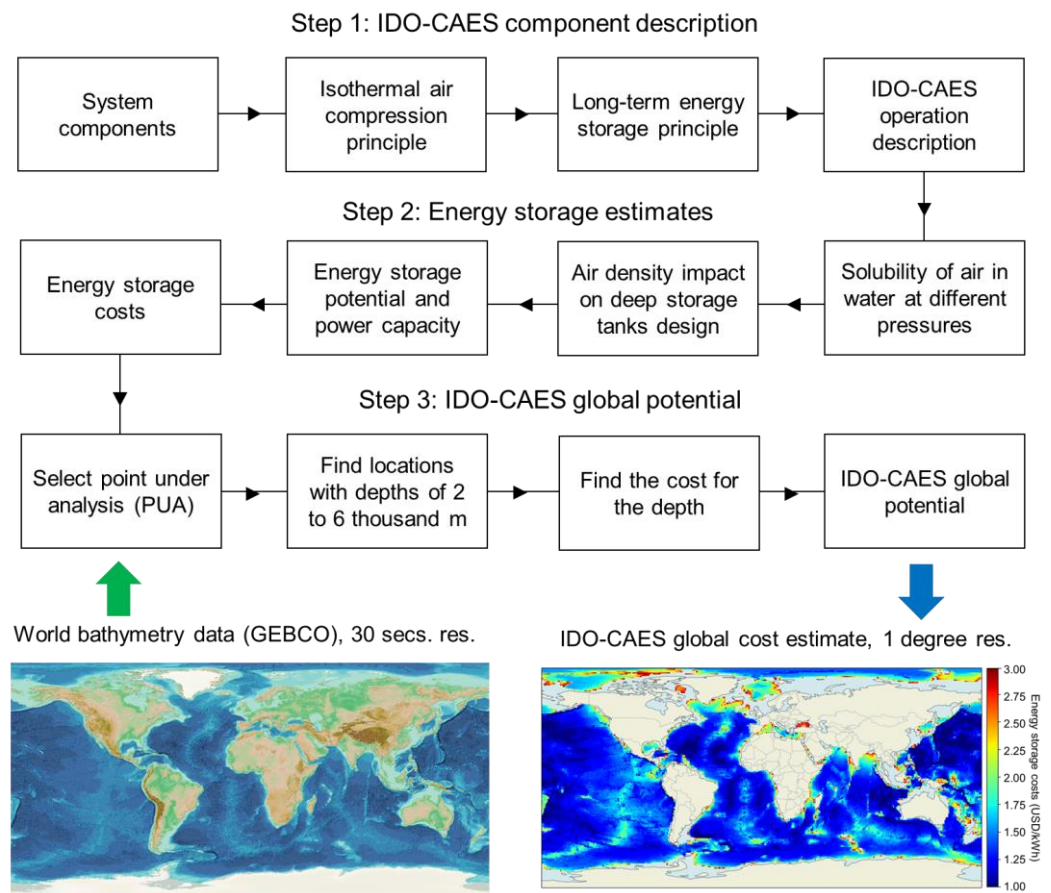 Step 1: IDO-CAES component description
System
components
Isothermal air
compression
principle
Long-term energy
storage principle
IDO-CAES
operation
description
Step 2: Energy storage estimates
Energy storage
costs
Energy storage
potential and
power capacity
Air density impact
on deep storage
tanks design
Solubility of air in
water at different
pressures
Step 3: IDO-CAES global potential
Select point under
analysis (PUA)
Find locations
with depths of 2
to 6 thousand m
Find the cost for
the depth
IDO-CAES global
potential
World bathymetry data (GEBCO), 30 secs. res.
IDO-CAES global cost estimate, 1 degree res.
3.00
2.75
2.50
2.25
2.00
1.75
1.50
1.25
1.00
Energy storage costs (USD/kWh)